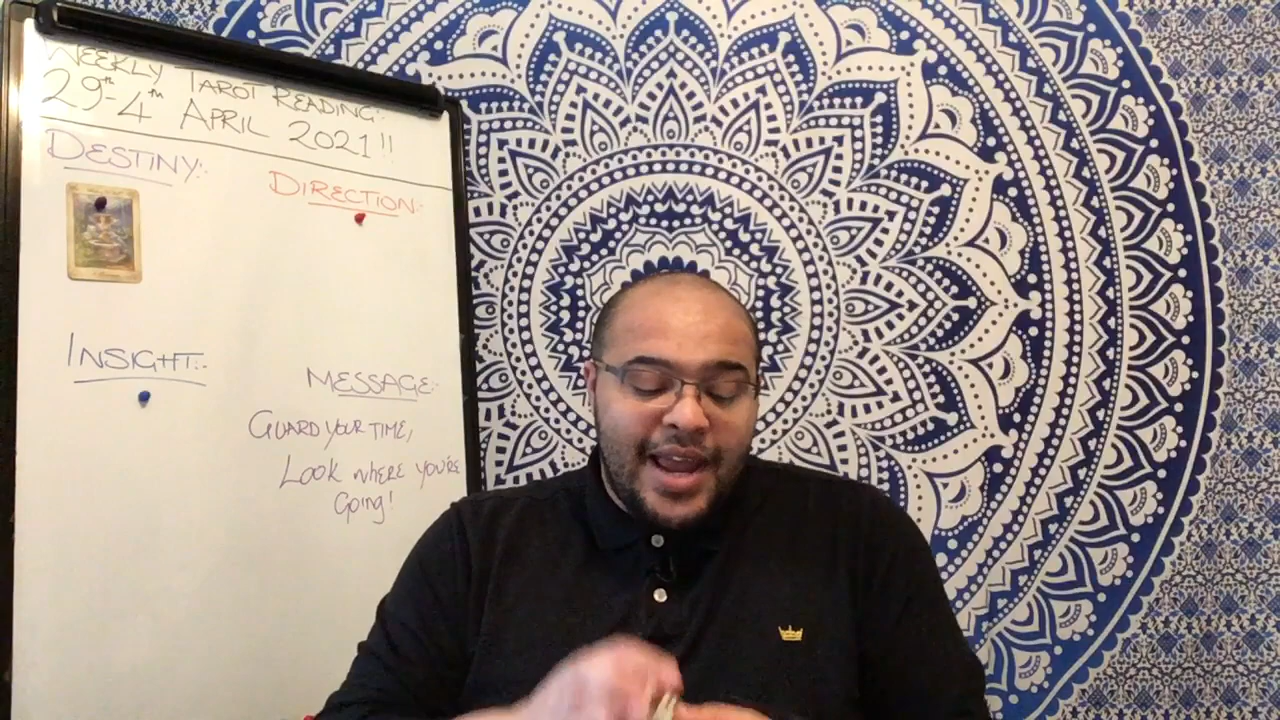 WEEKLY TAROT READING:-
29th-4th APRIL 2021!!
DESTINY:-
DIRECTION:-
INSIGHT:-
MESSAGE:-
GUARD YOUR TIME,
LOOK WHERE YOU'RE
GOING!